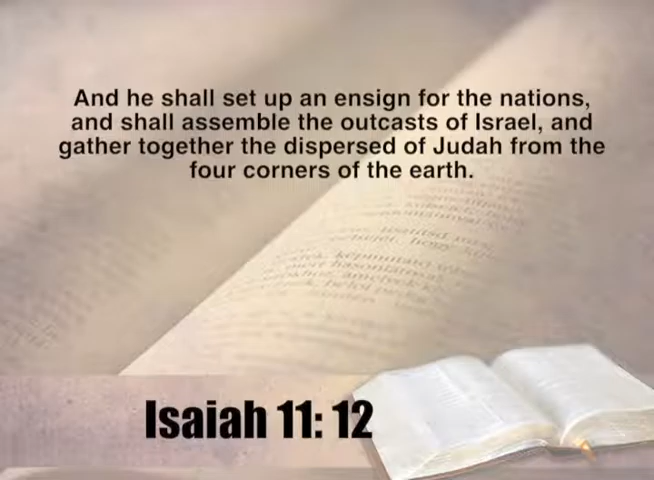 And he shall set up an ensign for the nations,
and shall assemble the outcasts of Israel, and
gather together the dispersed of Judah from the
four corners of the earth.
Isaiah 11: 12